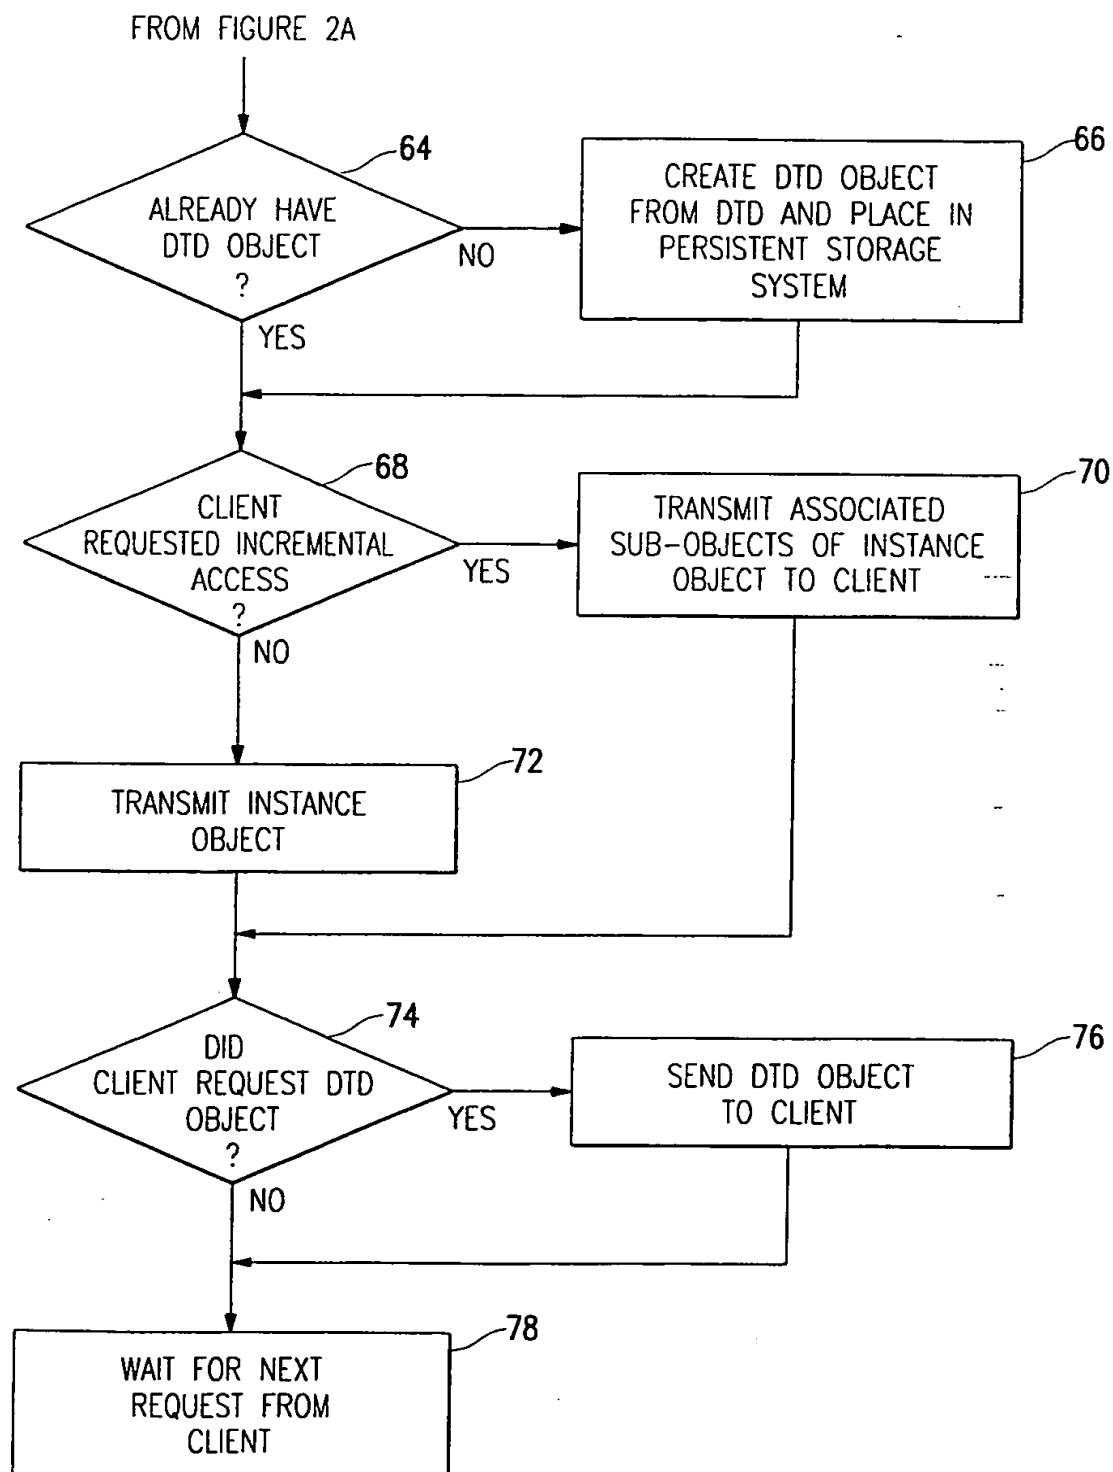 FROM FIGURE 2A
64
ALREADY HAVE
DTD OBJECT
?
NO
YES
66
CREATE DTD OBJECT
FROM DTD AND PLACE IN
PERSISTENT STORAGE
SYSTEM
68
CLIENT
REQUESTED INCREMENTAL
ACCESS
?
YES
NO
70
TRANSMIT ASSOCIATED
SUB-OBJECTS OF INSTANCE
OBJECT TO CLIENT
72
TRANSMIT INSTANCE
OBJECT
74
DID
CLIENT REQUEST DTD
OBJECT
?
YES
NO
76
SEND DTD OBJECT
TO CLIENT
78
WAIT FOR NEXT
REQUEST FROM
CLIENT